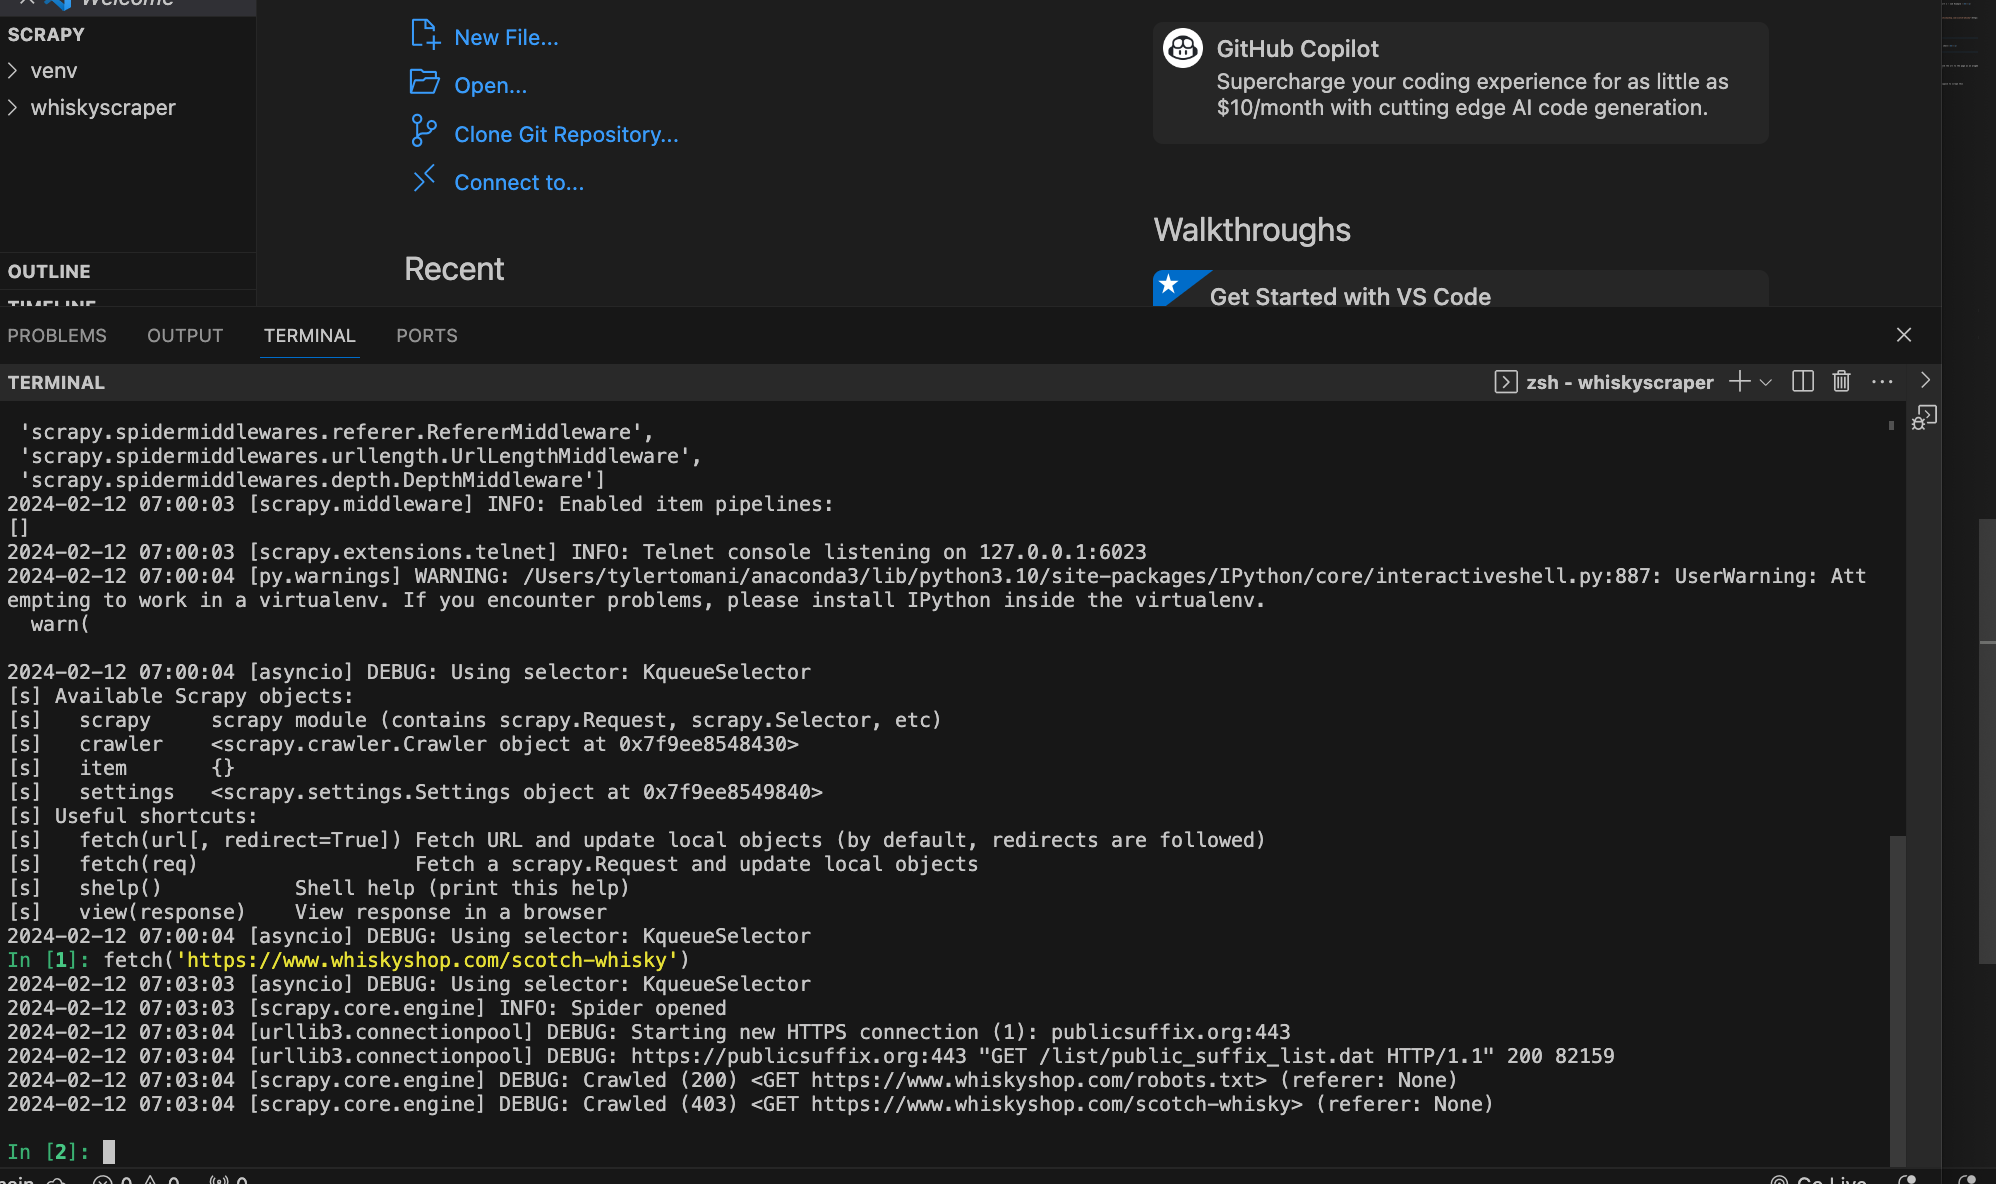 Welcome
SCRAPY
venv
whiskyscraper
OUTLINE
TIMELINE
New File...
Open...
Clone Git Repository...
Connect to...
Recent
GitHub Copilot
Supercharge your coding experience for as little as
$10/month with cutting edge AI code generation.
Walkthroughs
Get Started with VS Code
PROBLEMS OUTPUT TERMINAL PORTS
TERMINAL
zsh - whiskyscraper
'scrapy.spidermiddlewares.referer.RefererMiddleware',
'scrapy.spidermiddlewares.urllength.UrlLengthMiddleware',
'scrapy.spidermiddlewares.depth.DepthMiddleware']
2024-02-12 07:00:03 [scrapy.middleware] INFO: Enabled item pipelines:
[]
2024-02-12 07:00:03 [scrapy.extensions.telnet] INFO: Telnet console listening on 127.0.0.1:6023
2024-02-12 07:00:04 [py.warnings] WARNING: /Users/tylertomani/anaconda3/lib/python3.10/site-packages/IPython/core/interactiveshell.py:887: UserWarning: Att
empting to work in a virtualenv. If you encounter problems, please install IPython inside the virtualenv.
warn(
2024-02-12 07:00:04 [asyncio] DEBUG: Using selector: KqueueSelector
[s] Available Scrapy objects:
[s]   scrapy     scrapy module (contains scrapy.Request, scrapy.Selector, etc)
[s]   crawler    <scrapy.crawler.Crawler object at 0x7f9ee8548430>
[s]   item       {}
[s]   settings   <scrapy.settings.Settings object at 0x7f9ee8549840>
[s] Useful shortcuts:
[s]   fetch(url[, redirect=True]) Fetch URL and update local objects (by default, redirects are followed)
[s]   fetch(req)                  Fetch a scrapy.Request and update local objects
[s]   shelp()           Shell help (print this help)
[s]   view(response)    View response in a browser
2024-02-12 07:00:04 [asyncio] DEBUG: Using selector: KqueueSelector
In [1]: fetch('https://www.whiskyshop.com/scotch-whisky')
2024-02-12 07:03:03 [asyncio] DEBUG: Using selector: KqueueSelector
2024-02-12 07:03:03 [scrapy.core.engine] INFO: Spider opened
2024-02-12 07:03:04 [urllib3.connectionpool] DEBUG: Starting new HTTPS connection (1): publicsuffix.org:443
2024-02-12 07:03:04 [urllib3.connectionpool] DEBUG: https://publicsuffix.org:443 "GET /list/public_suffix_list.dat HTTP/1.1" 200 82159
2024-02-12 07:03:04 [scrapy.core.engine] DEBUG: Crawled (200) <GET https://www.whiskyshop.com/robots.txt> (referer: None)
2024-02-12 07:03:04 [scrapy.core.engine] DEBUG: Crawled (403) <GET https://www.whiskyshop.com/scotch-whisky> (referer: None)
In [2]:
0 0 0
Go Live